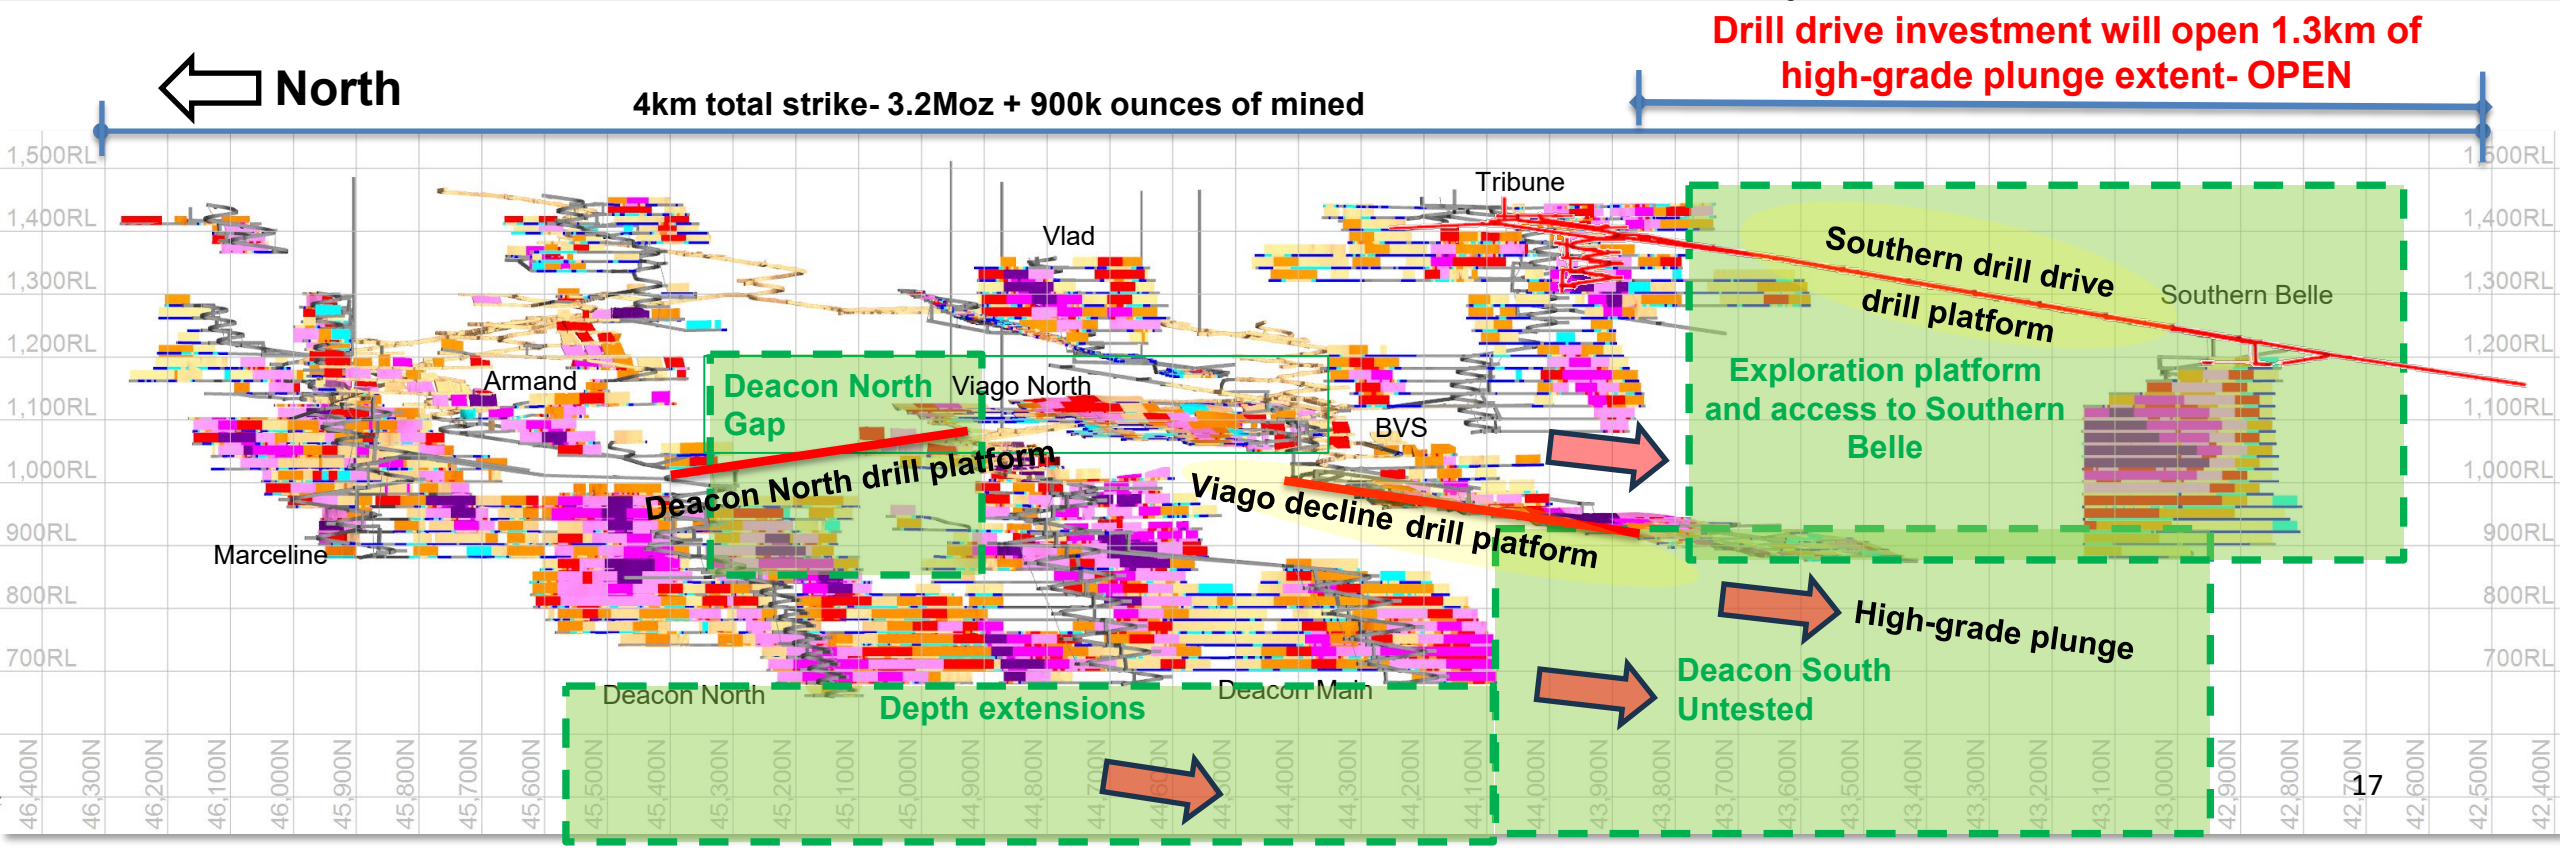 Drill drive investment will open 1.3km of
high-grade plunge extent- OPEN
North
4km total strike- 3.2Moz + 900k ounces of mined
1,500RL
1,500RL
Tribune
1,400RL
1,400RL
Vlad
Southern drill drive
drill platform
1,300RL
Southern Belle
1,300RL
1,200RL
1,200RL
Armand
Deacon North
Gap
Viago North
Exploration platform
and access to Southern
Belle
1,100RL
BVS
1,100RL
Deacon North drill platform
1,000RL
1,000RL
Viago decline drill platform
900RL
900RL
Marceline
800RL
High-grade plunge
800RL
700RL
700RL
Deacon South
Untested
Deacon North
Depth extensions
Deacon Main
46,400N
46,300N
46,200N
46,100N
46,000N
45,900N
45,800N
45,700N
45,600N
45,500N
45,400N
45,300N
45,200N
45,100N
45,000N
44,900N
44,800N
44,700N
44,600N
44,500N
44,400N
44,300N
44,200N
44,100N
44,000N
43,900N
43,800N
43,700N
43,600N
43,500N
43,400N
43,300N
43,200N
43,100N
43,000N
42,900N
42,800N
42,700N
42,600N
42,500N
42,400N
17